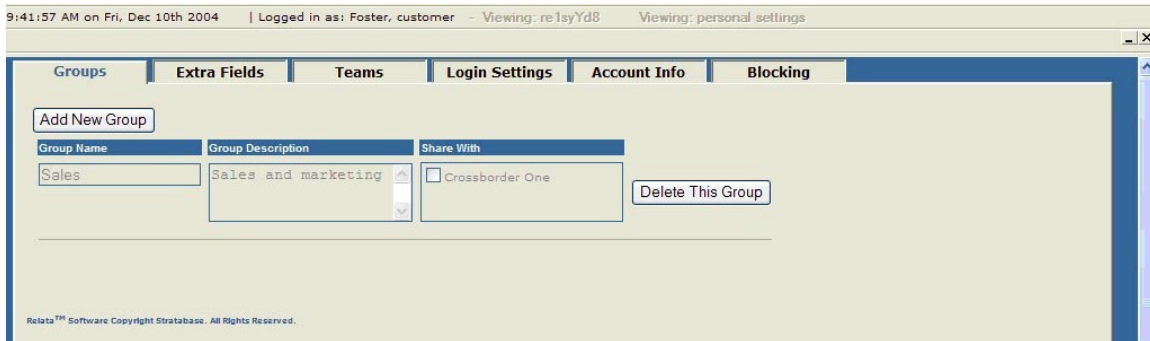 9:41:57 AM on Fri, Dec 10th 2004 | Logged in as: Foster, customer - Viewing: re1syYd8 Viewing: personal settings
Groups Extra Fields Teams Login Settings Account Info Blocking
Add New Group
Group Name Group Description Share With
Sales Sales and marketing Crossborder One
Delete This Group
Relata™ Software Copyright Stratabase. All Rights Reserved.